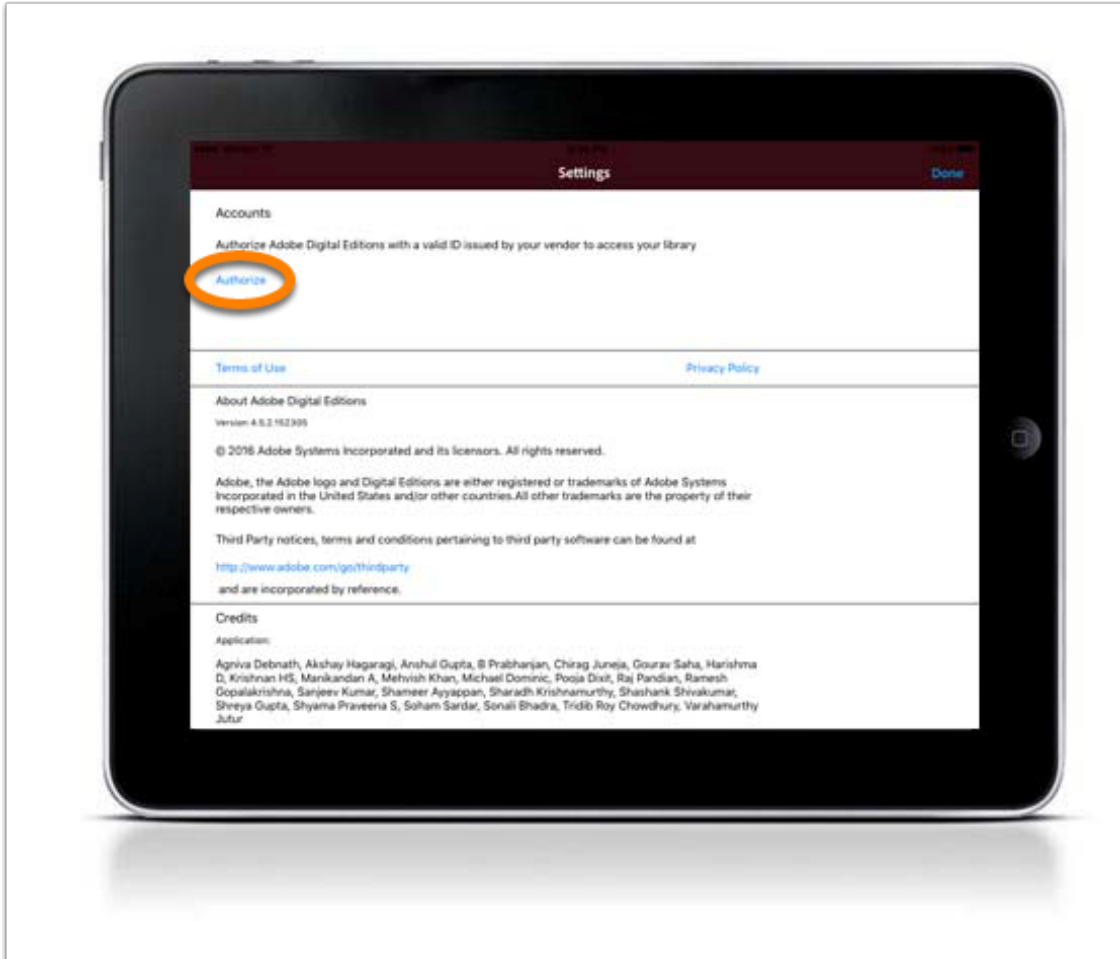 Settings
Done
Accounts
Authorize Adobe Digital Editions with a valid ID issued by your vendor to access your library
Authorize
Terms of Use
Privacy Policy
About Adobe Digital Editions
Version 4.5.2.152305
© 2016 Adobe Systems Incorporated and its licensors. All rights reserved.
Adobe, the Adobe logo and Digital Editions are either registered or trademarks of Adobe Systems
Incorporated in the United States and/or other countries.All other trademarks are the property of their
respective owners.
Third Party notices, terms and conditions pertaining to third party software can be found at
http://www.adobe.com/go/thirdparty
and are incorporated by reference.
Credits
Application:
Agniva Debnath, Akshay Hagaragi, Anshul Gupta, B Prabhanjan, Chirag Juneja, Gourav Saha, Harishma
D, Krishnan HS, Manikandan A, Mehvish Khan, Michael Dominic, Pooja Dixit, Raj Pandian, Ramesh
Gopalakrishna, Sanjeev Kumar, Shameer Ayyappan, Sharadh Krishnamurthy, Shashank Shivakumar,
Shreya Gupta, Shyama Praveena S, Soham Sardar, Sonali Bhadra, Tridib Roy Chowdhury, Varahamurthy
Jutur